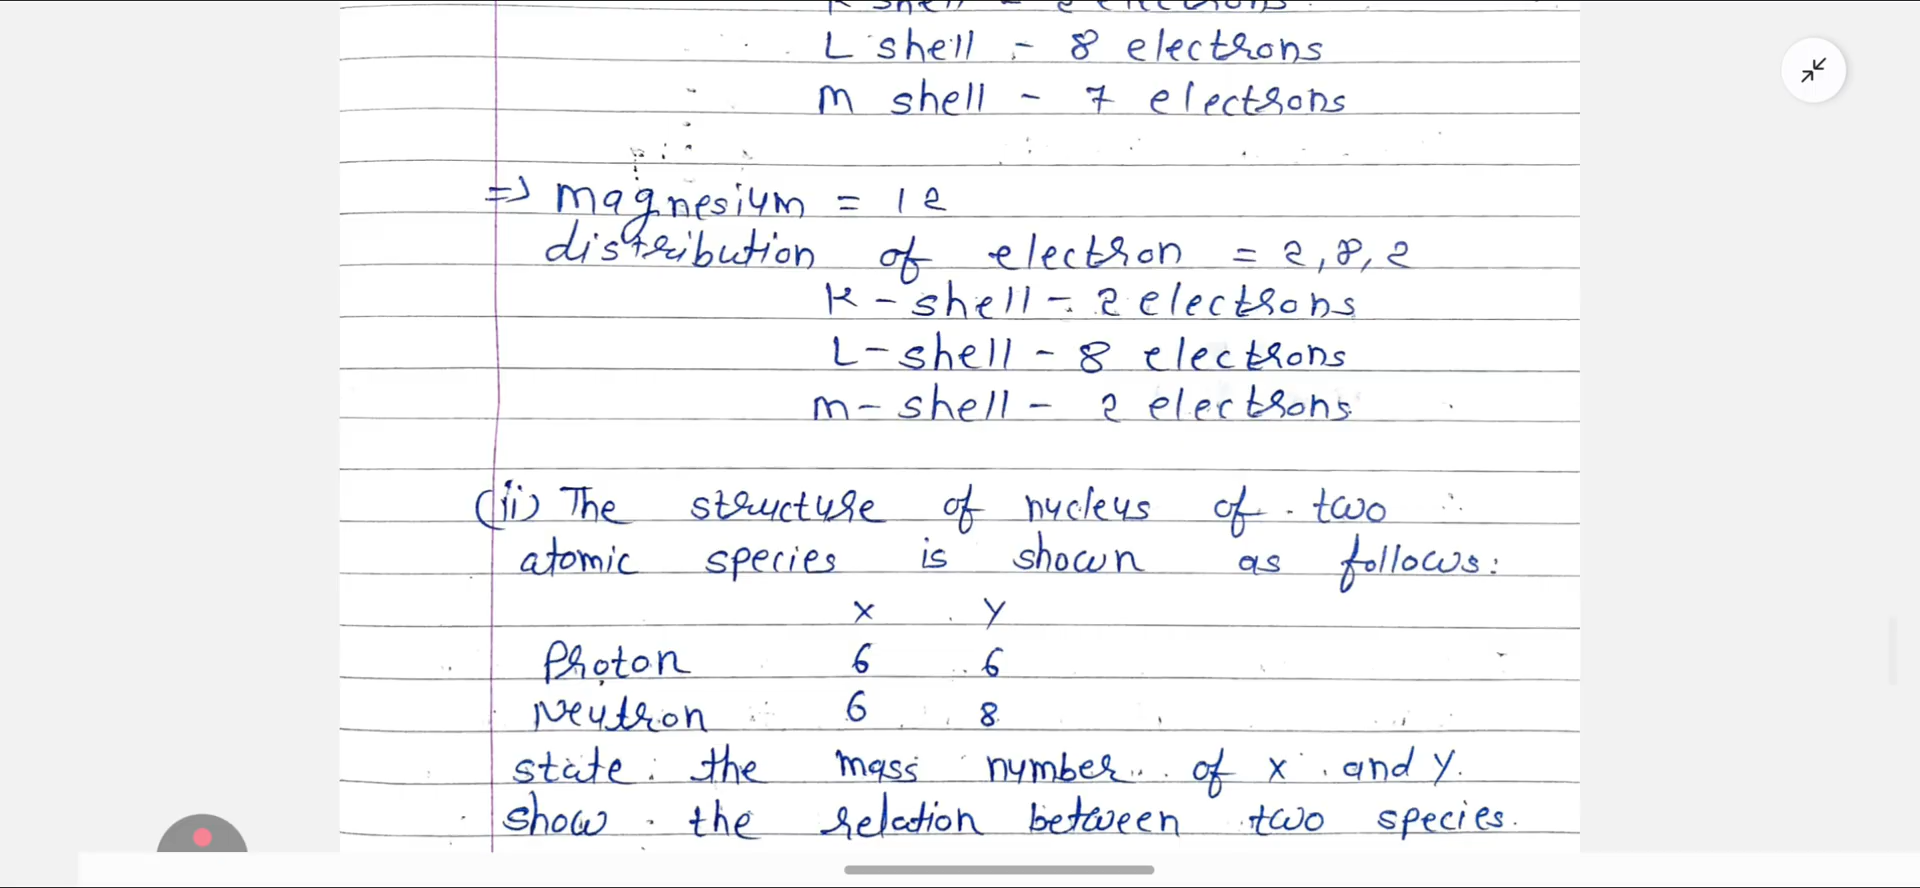 L shell - 8 electrons
M shell - 7 electrons
=> Magnesium = 12
distribution of electron = 2,8,2
K - shell - 2 electrons
L - shell - 8 electrons
M - shell - 2 electrons
(ii) The structure of nucleus of two
atomic species is shown as follows:
X Y
Proton 6 6
Neutron 6 8
state the mass number of X and Y.
show the relation between two species.